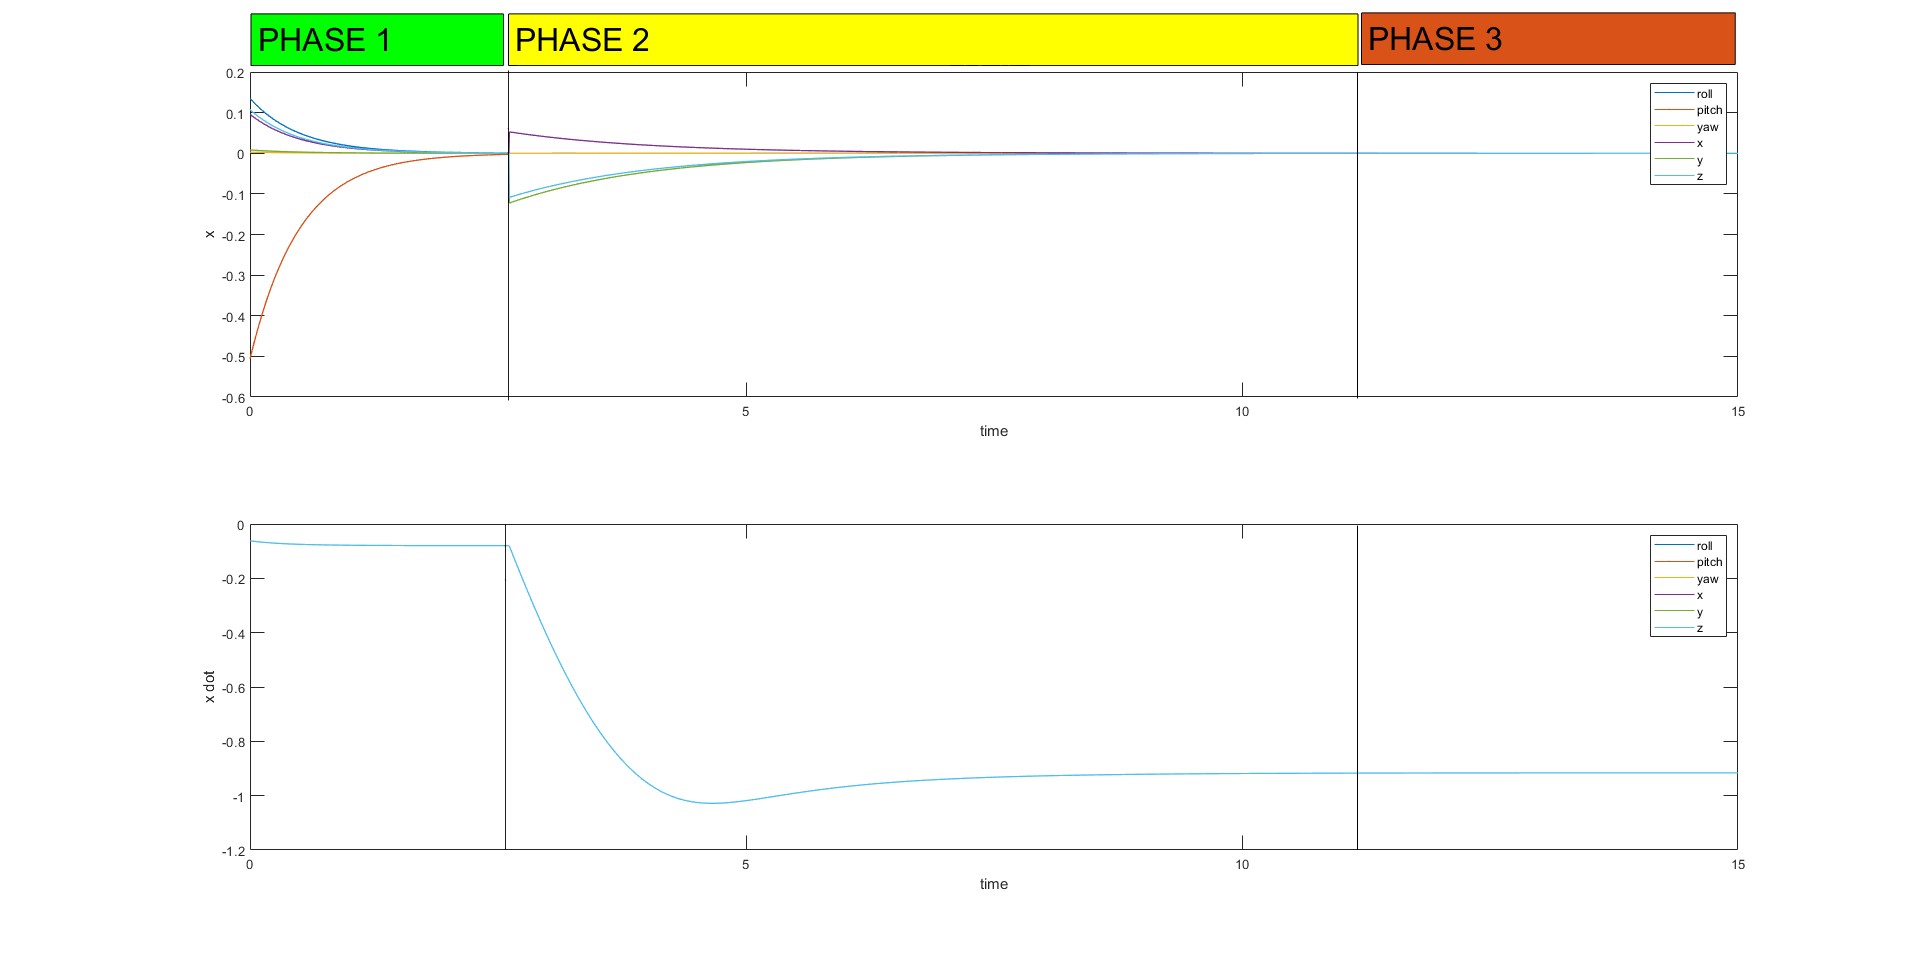 PHASE 1 PHASE 2 PHASE 3
0.2
0.1
0
-0.1
-0.2
-0.3
-0.4
-0.5
-0.6
x
roll
pitch
yaw
x
y
z
0 5 10 15
time
0
-0.2
-0.4
-0.6
-0.8
-1
-1.2
x dot
roll
pitch
yaw
x
y
z
0 5 10 15
time